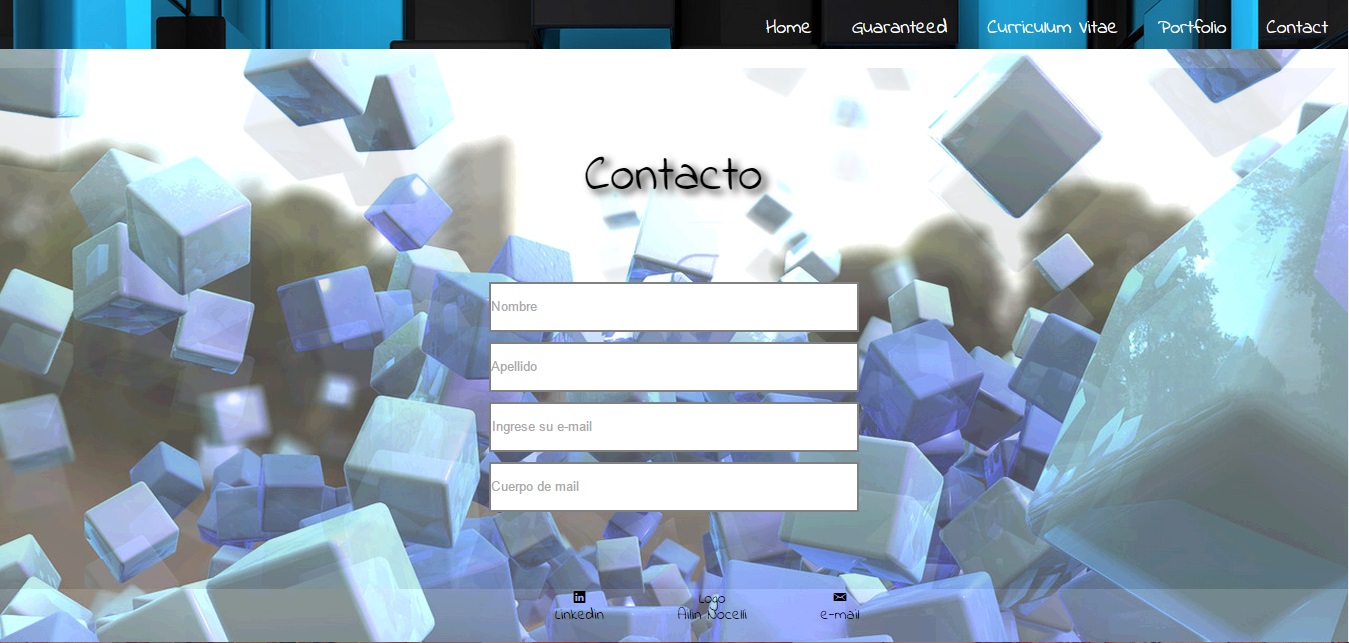 Home Guaranteed Curriculum Vitae Portfolio Contact
Contacto
Nombre
Apellido
Ingrese su e-mail
Cuerpo de mail
Logo
Linkedin Ailin Nocelli e-mail